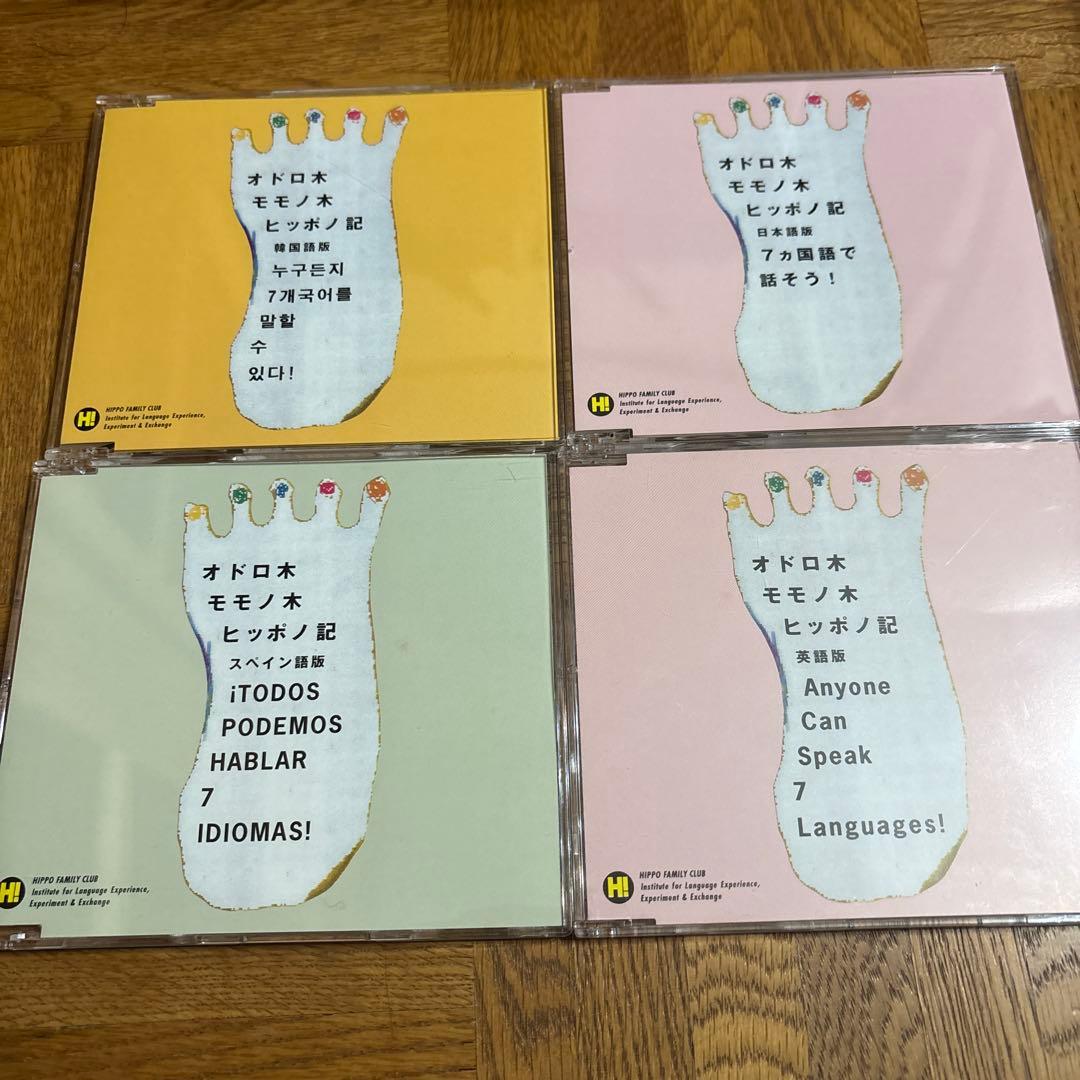 オドロ木
モモノ木
ヒッポノ記
韓国語版
누구든지
7개국어를
말할
수
있다!
H!
HIPPO FAMILY CLUB
Institute for Language Experience,
Experiment & Exchange
オドロ木
モモノ木
ヒッポノ記
日本語版
7ヵ国語で
話そう!
H!
HIPPO FAMILY CLUB
Institute for Language Experience,
Experiment & Exchange
オドロ木
モモノ木
ヒッポノ記
スペイン語版
¡TODOS
PODEMOS
HABLAR
7
IDIOMAS!
H!
HIPPO FAMILY CLUB
Institute for Language Experience,
Experiment & Exchange
オドロ木
モモノ木
ヒッポノ記
英語版
Anyone
Can
Speak
7
Languages!
H!
HIPPO FAMILY CLUB
Institute for Language Experience,
Experiment & Exchange